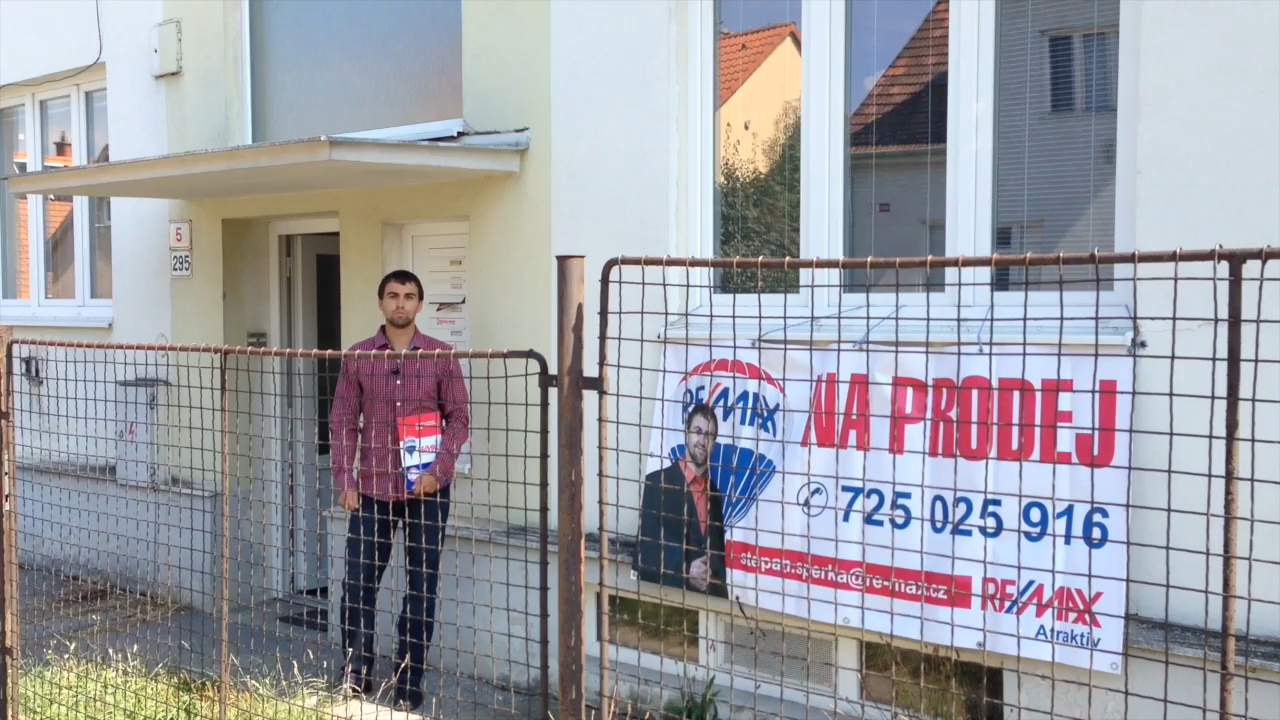 5
295
RE/MAX
NA PRODEJ
725 025 916
stepan.sperka@re-max.cz
RE/MAX
Atraktiv